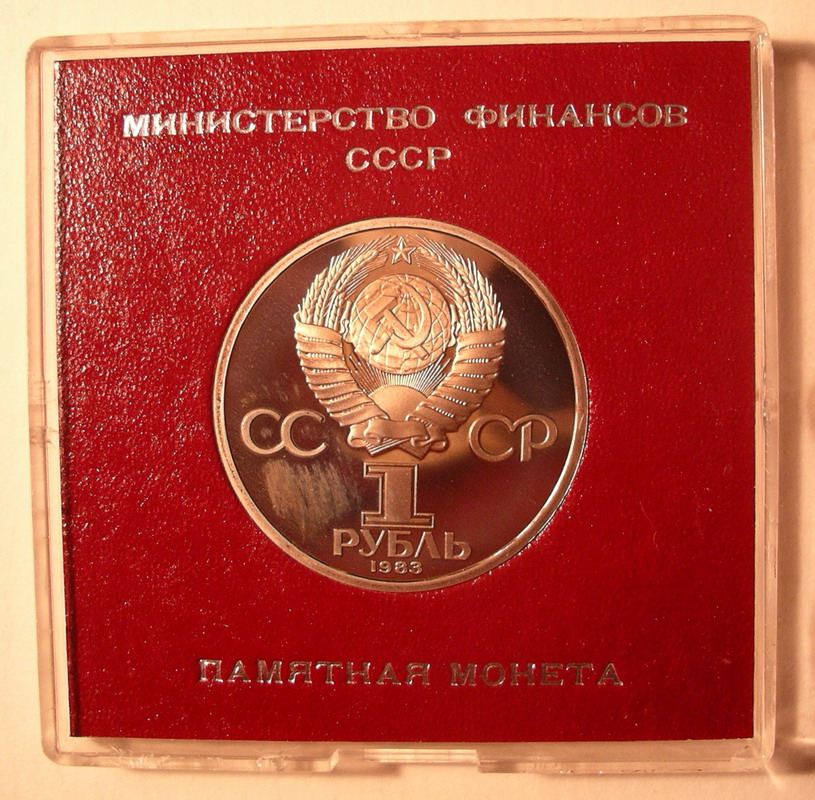 МИНИСТЕРСТВО ФИНАНСОВ
СССР
СС СР
1
РУБЛЬ
1983
ПАМЯТНАЯ МОНЕТА